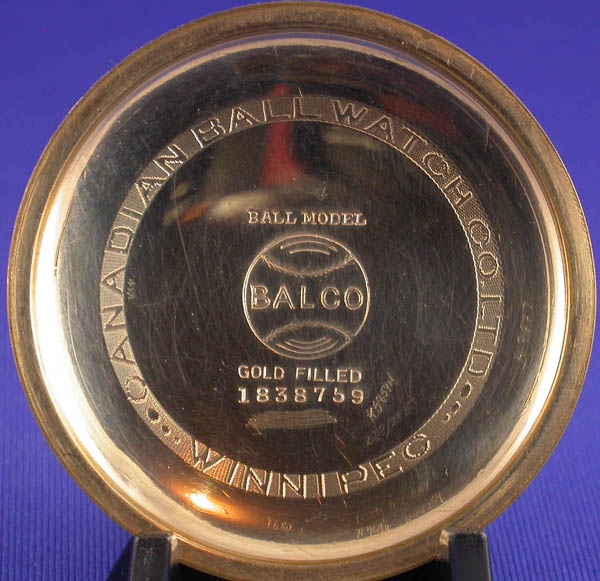 CANADIAN BALL WATCH CO. LTD.
BALL MODEL
BALCO
GOLD FILLED
1838759
WINNIPEG